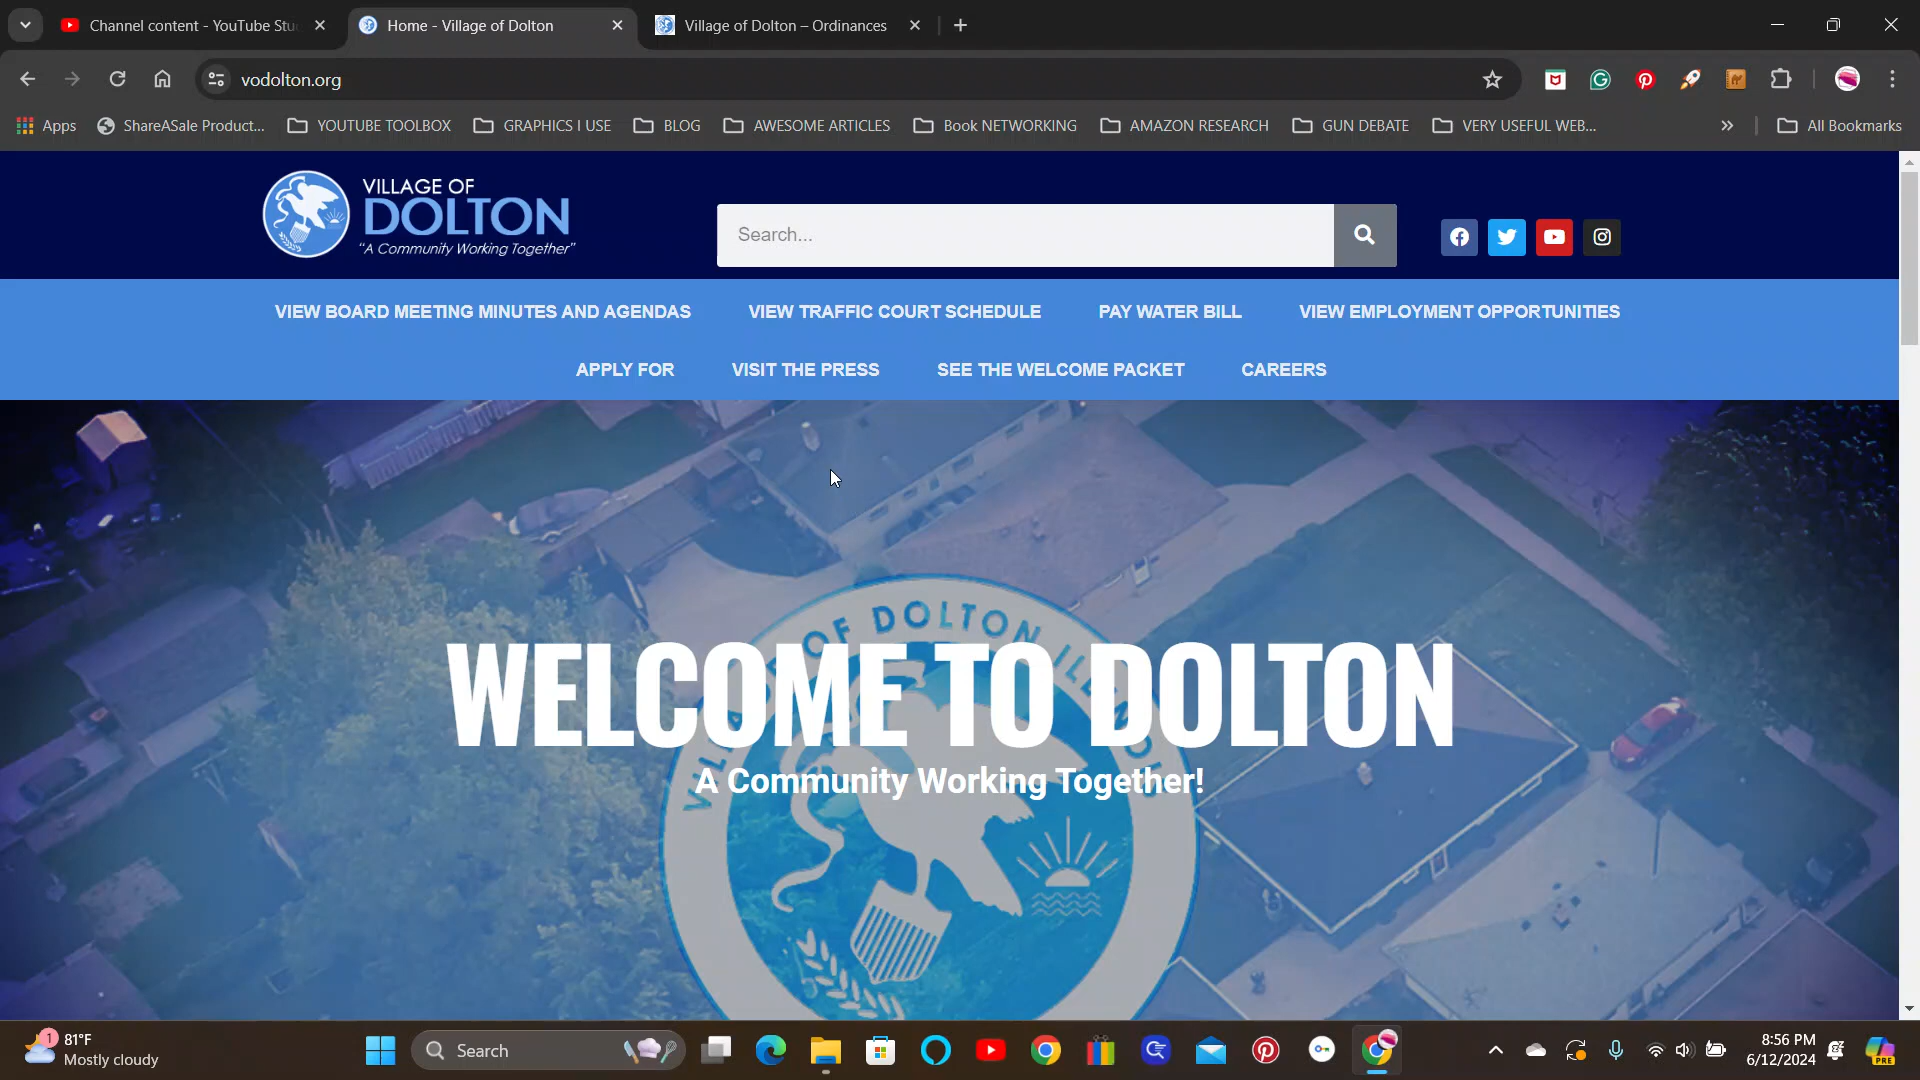 Channel content - YouTube Stu
Home - Village of Dolton
Village of Dolton – Ordinances
vodolton.org
Apps
ShareASale Product...
YOUTUBE TOOLBOX
GRAPHICS I USE
BLOG
AWESOME ARTICLES
Book NETWORKING
AMAZON RESEARCH
GUN DEBATE
VERY USEFUL WEB...
All Bookmarks
VILLAGE OF
DOLTON
"A Community Working Together"
Search...
VIEW BOARD MEETING MINUTES AND AGENDAS
VIEW TRAFFIC COURT SCHEDULE
PAY WATER BILL
VIEW EMPLOYMENT OPPORTUNITIES
APPLY FOR
VISIT THE PRESS
SEE THE WELCOME PACKET
CAREERS
WELCOME TO DOLTON
A Community Working Together!
1
81°F
Mostly cloudy
Search
8:56 PM
6/12/2024
PRE